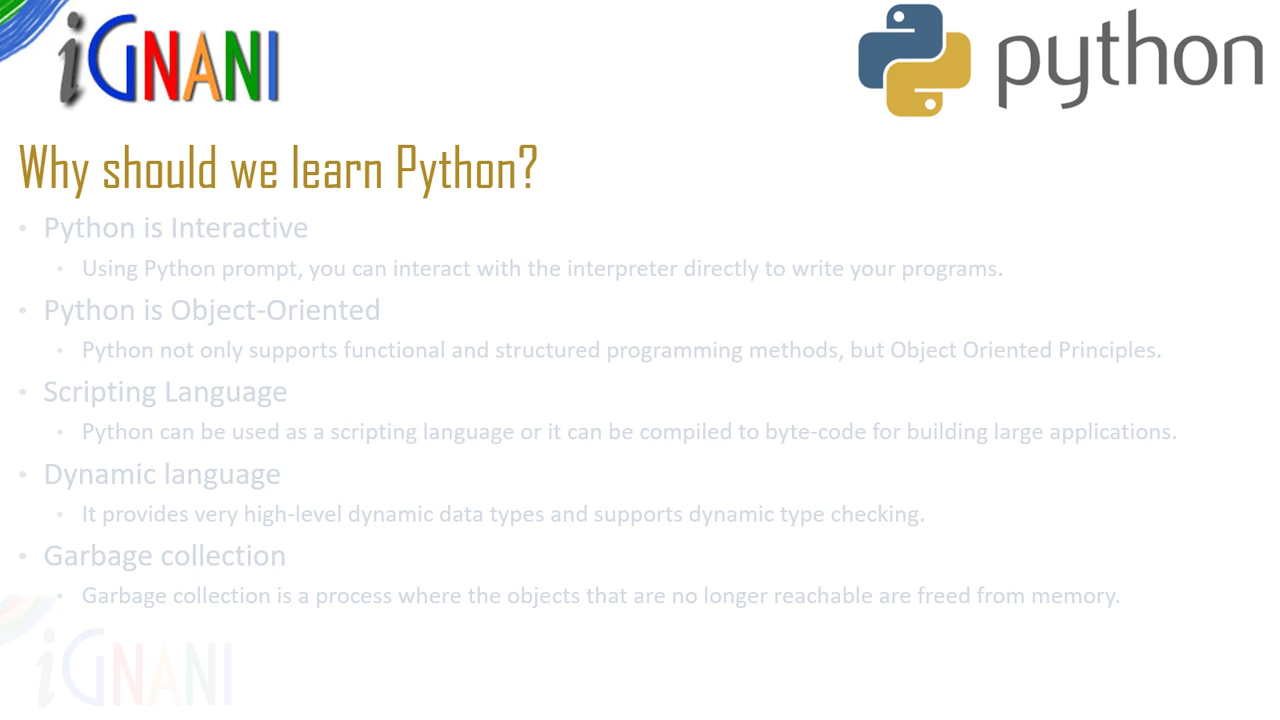 iGNANI
python
Why should we learn Python?
• Python is Interactive
• Using Python prompt, you can interact with the interpreter directly to write your programs.
• Python is Object-Oriented
• Python not only supports functional and structured programming methods, but Object Oriented Principles.
• Scripting Language
• Python can be used as a scripting language or it can be compiled to byte-code for building large applications.
• Dynamic language
• It provides very high-level dynamic data types and supports dynamic type checking.
• Garbage collection
• Garbage collection is a process where the objects that are no longer reachable are freed from memory.
iGNANI